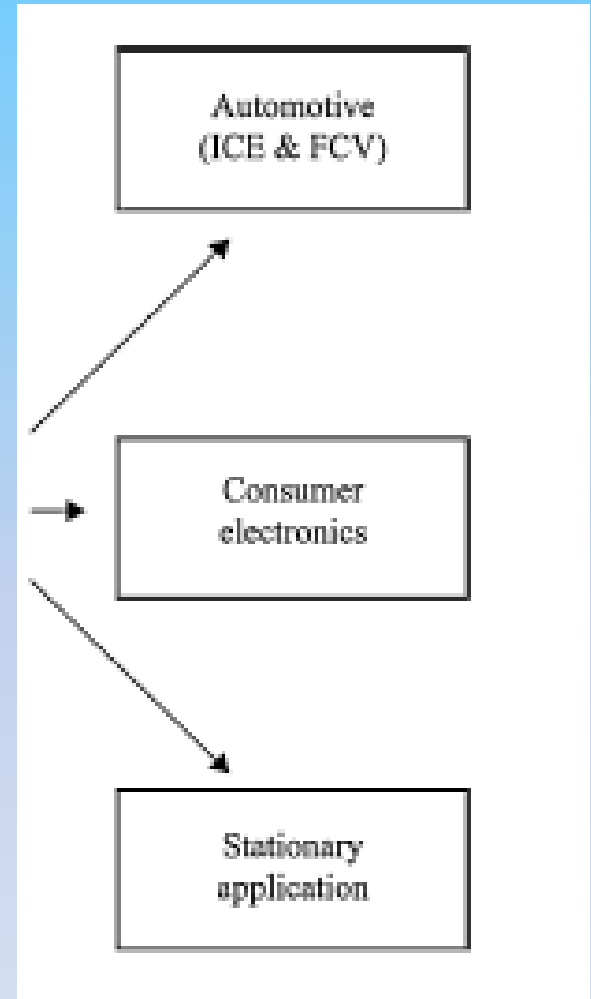 Automotive
(ICE & FCV)
Consumer
electronics
Stationary
application